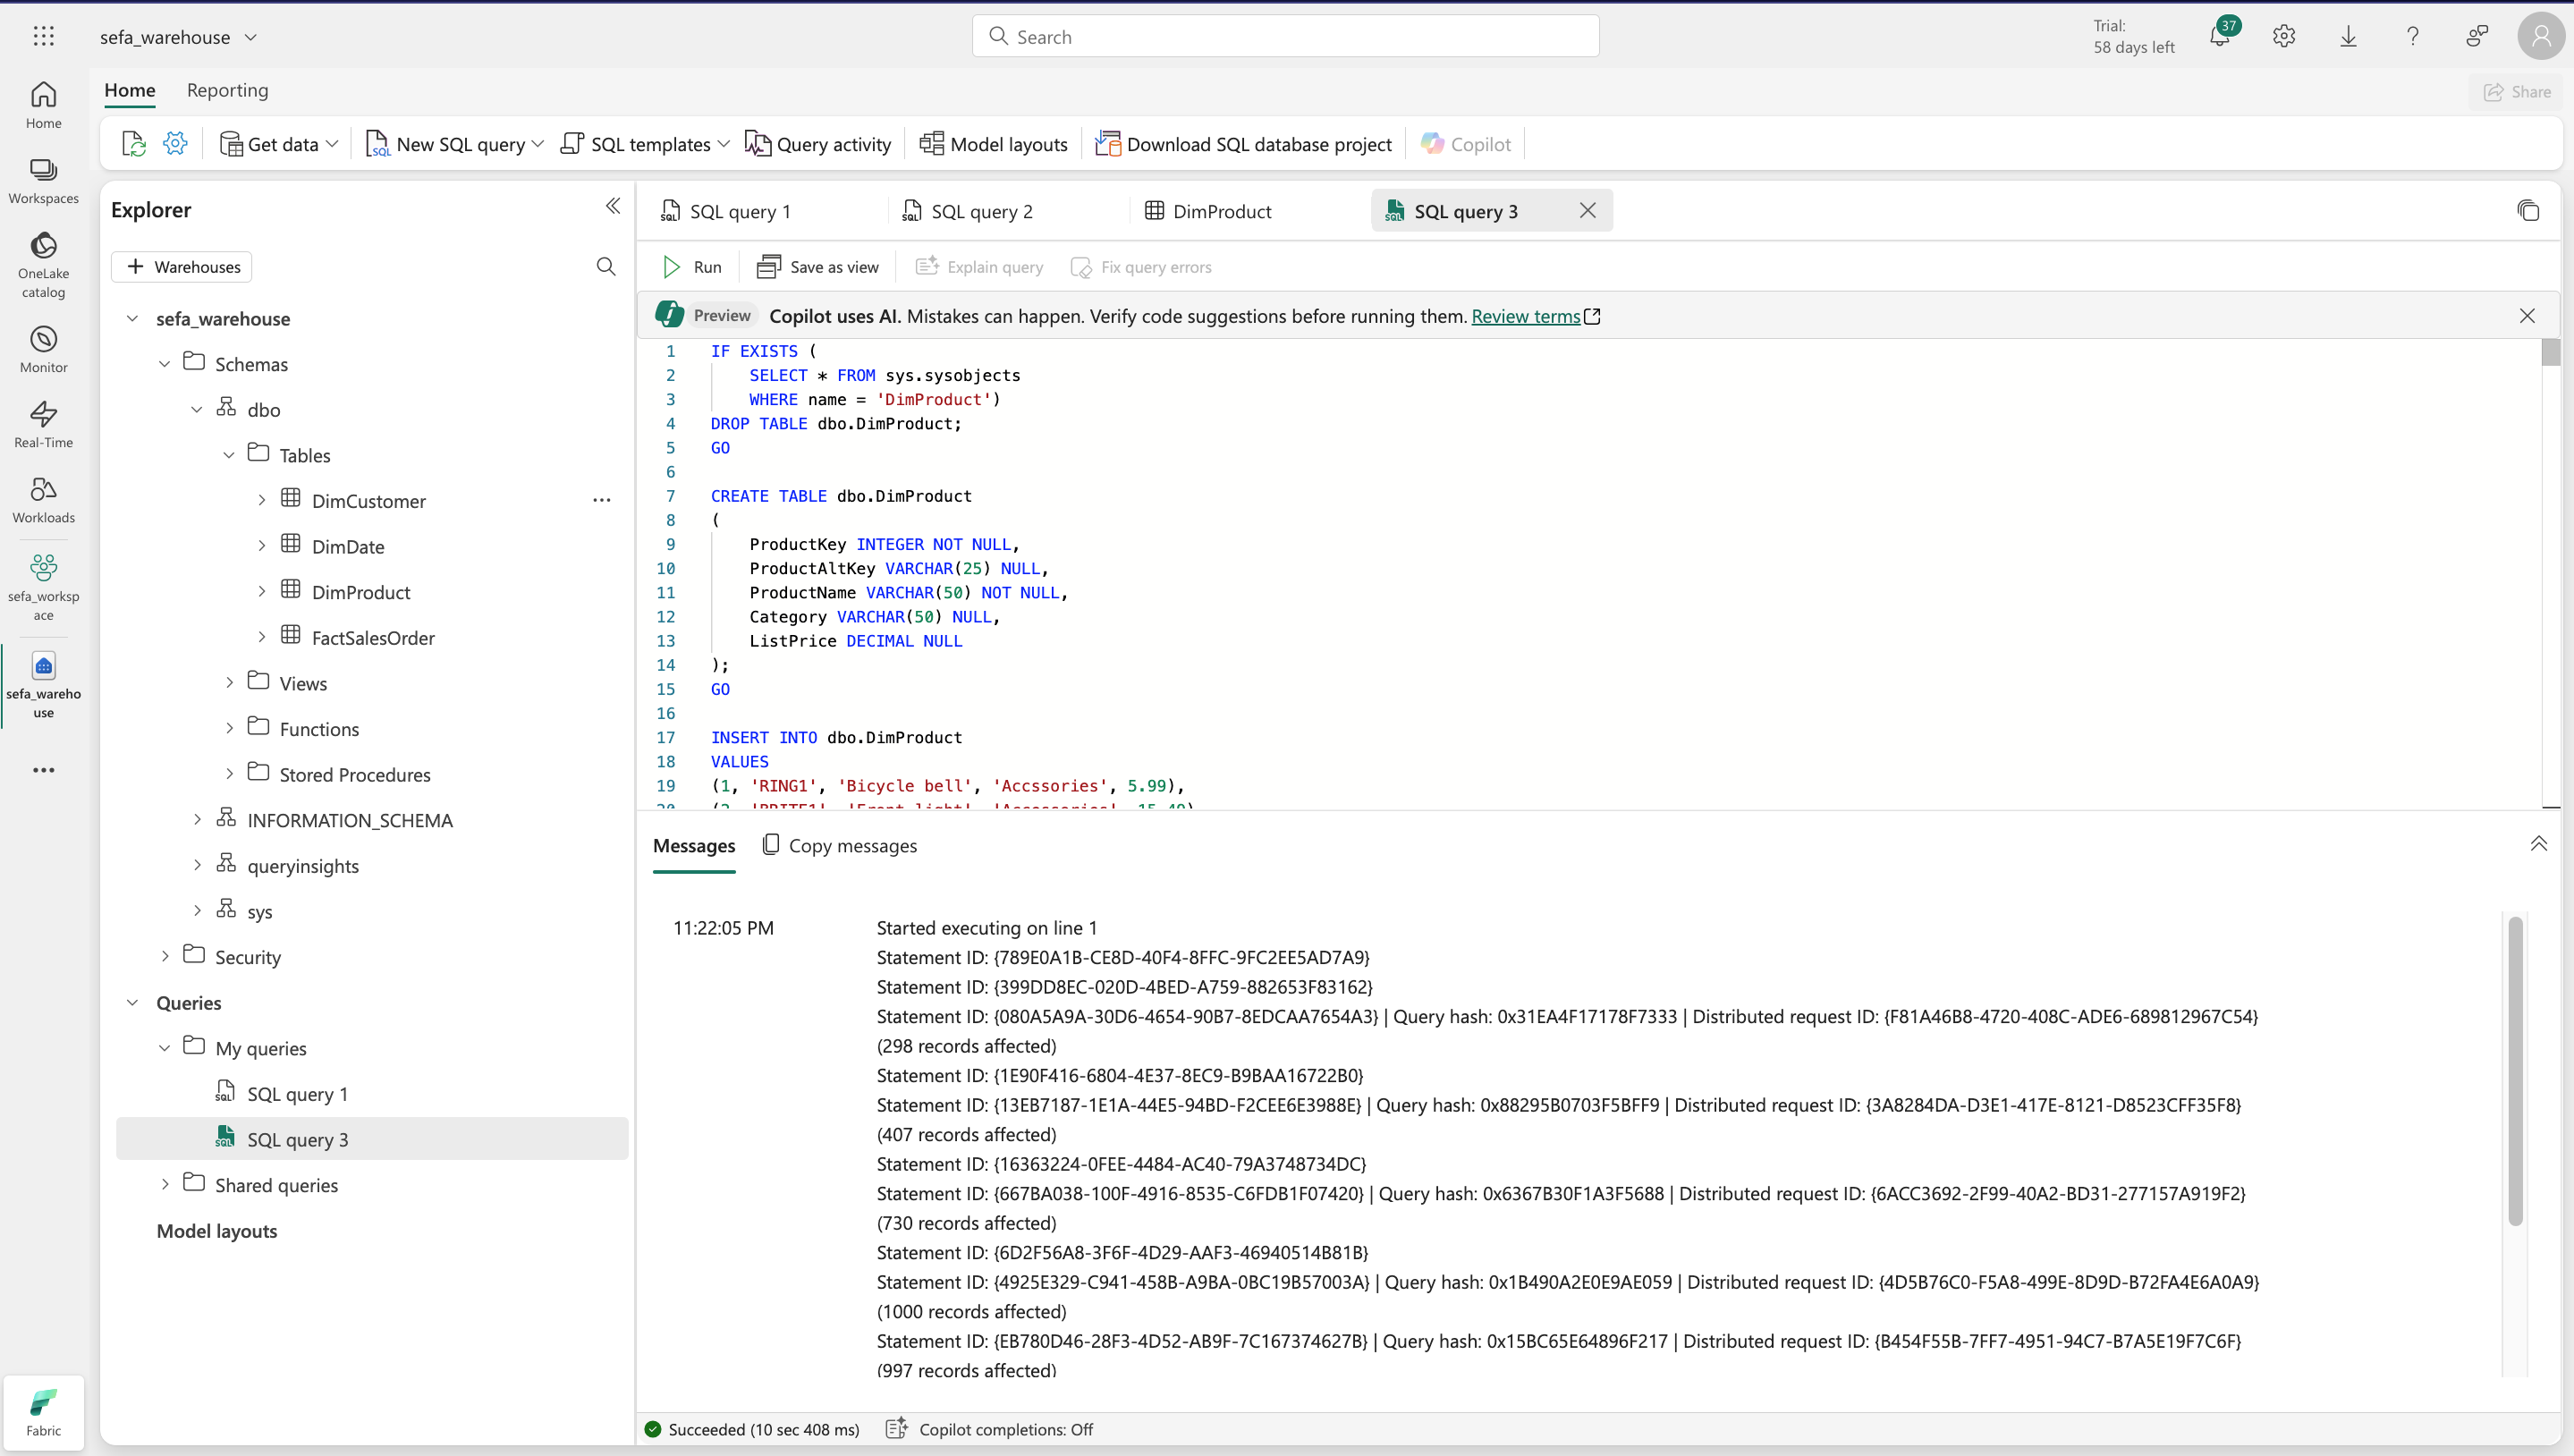 sefa_warehouse
Search
Trial:
58 days left
37
Home
Reporting
Share
Get data
New SQL query
SQL templates
Query activity
Model layouts
Download SQL database project
Copilot
Home
Workspaces
OneLake
catalog
Monitor
Real-Time
Workloads
sefa_worksp
ace
sefa_wareho
use
Fabric
Explorer
Warehouses
sefa_warehouse
Schemas
dbo
Tables
DimCustomer
DimDate
DimProduct
FactSalesOrder
Views
Functions
Stored Procedures
INFORMATION_SCHEMA
queryinsights
sys
Security
Queries
My queries
SQL query 1
SQL query 3
Shared queries
Model layouts
SQL query 1
SQL query 2
DimProduct
SQL query 3
Run
Save as view
Explain query
Fix query errors
Preview Copilot uses AI. Mistakes can happen. Verify code suggestions before running them. Review terms
1 IF EXISTS (
2 SELECT * FROM sys.sysobjects
3 WHERE name = 'DimProduct')
4 DROP TABLE dbo.DimProduct;
5 GO
6
7 CREATE TABLE dbo.DimProduct
8 (
9 ProductKey INTEGER NOT NULL,
10 ProductAltKey VARCHAR(25) NULL,
11 ProductName VARCHAR(50) NOT NULL,
12 Category VARCHAR(50) NULL,
13 ListPrice DECIMAL NULL
14 );
15 GO
16
17 INSERT INTO dbo.DimProduct
18 VALUES
19 (1, 'RING1', 'Bicycle bell', 'Accssories', 5.99),
Messages
Copy messages
11:22:05 PM Started executing on line 1
Statement ID: {789E0A1B-CE8D-40F4-8FFC-9FC2EE5AD7A9}
Statement ID: {399DD8EC-020D-4BED-A759-882653F83162}
Statement ID: {080A5A9A-30D6-4654-90B7-8EDCAA7654A3} | Query hash: 0x31EA4F17178F7333 | Distributed request ID: {F81A46B8-4720-408C-ADE6-689812967C54}
(298 records affected)
Statement ID: {1E90F416-6804-4E37-8EC9-B9BAA16722B0}
Statement ID: {13EB7187-1E1A-44E5-94BD-F2CEE6E3988E} | Query hash: 0x88295B0703F5BFF9 | Distributed request ID: {3A8284DA-D3E1-417E-8121-D8523CFF35F8}
(407 records affected)
Statement ID: {16363224-0FEE-4484-AC40-79A3748734DC}
Statement ID: {667BA038-100F-4916-8535-C6FDB1F07420} | Query hash: 0x6367B30F1A3F5688 | Distributed request ID: {6ACC3692-2F99-40A2-BD31-277157A919F2}
(730 records affected)
Statement ID: {6D2F56A8-3F6F-4D29-AAF3-46940514B81B}
Statement ID: {4925E329-C941-458B-A9BA-0BC19B57003A} | Query hash: 0x1B490A2E0E9AE059 | Distributed request ID: {4D5B76C0-F5A8-499E-8D9D-B72FA4E6A0A9}
(1000 records affected)
Statement ID: {EB780D46-28F3-4D52-AB9F-7C167374627B} | Query hash: 0x15BC65E64896F217 | Distributed request ID: {B454F55B-7FF7-4951-94C7-B7A5E19F7C6F}
(997 records affected)
Succeeded (10 sec 408 ms)
Copilot completions: Off